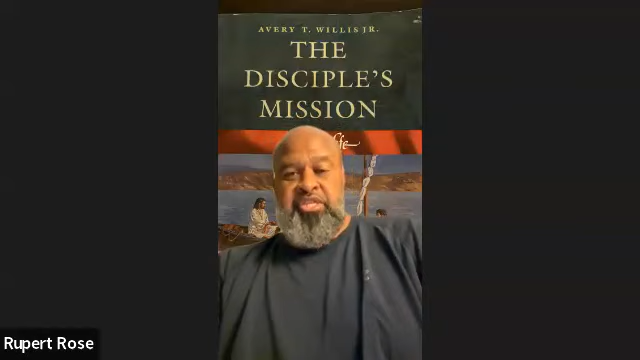 AVERY T. WILLIS JR.
THE
DISCIPLE'S
MISSION
Rupert Rose